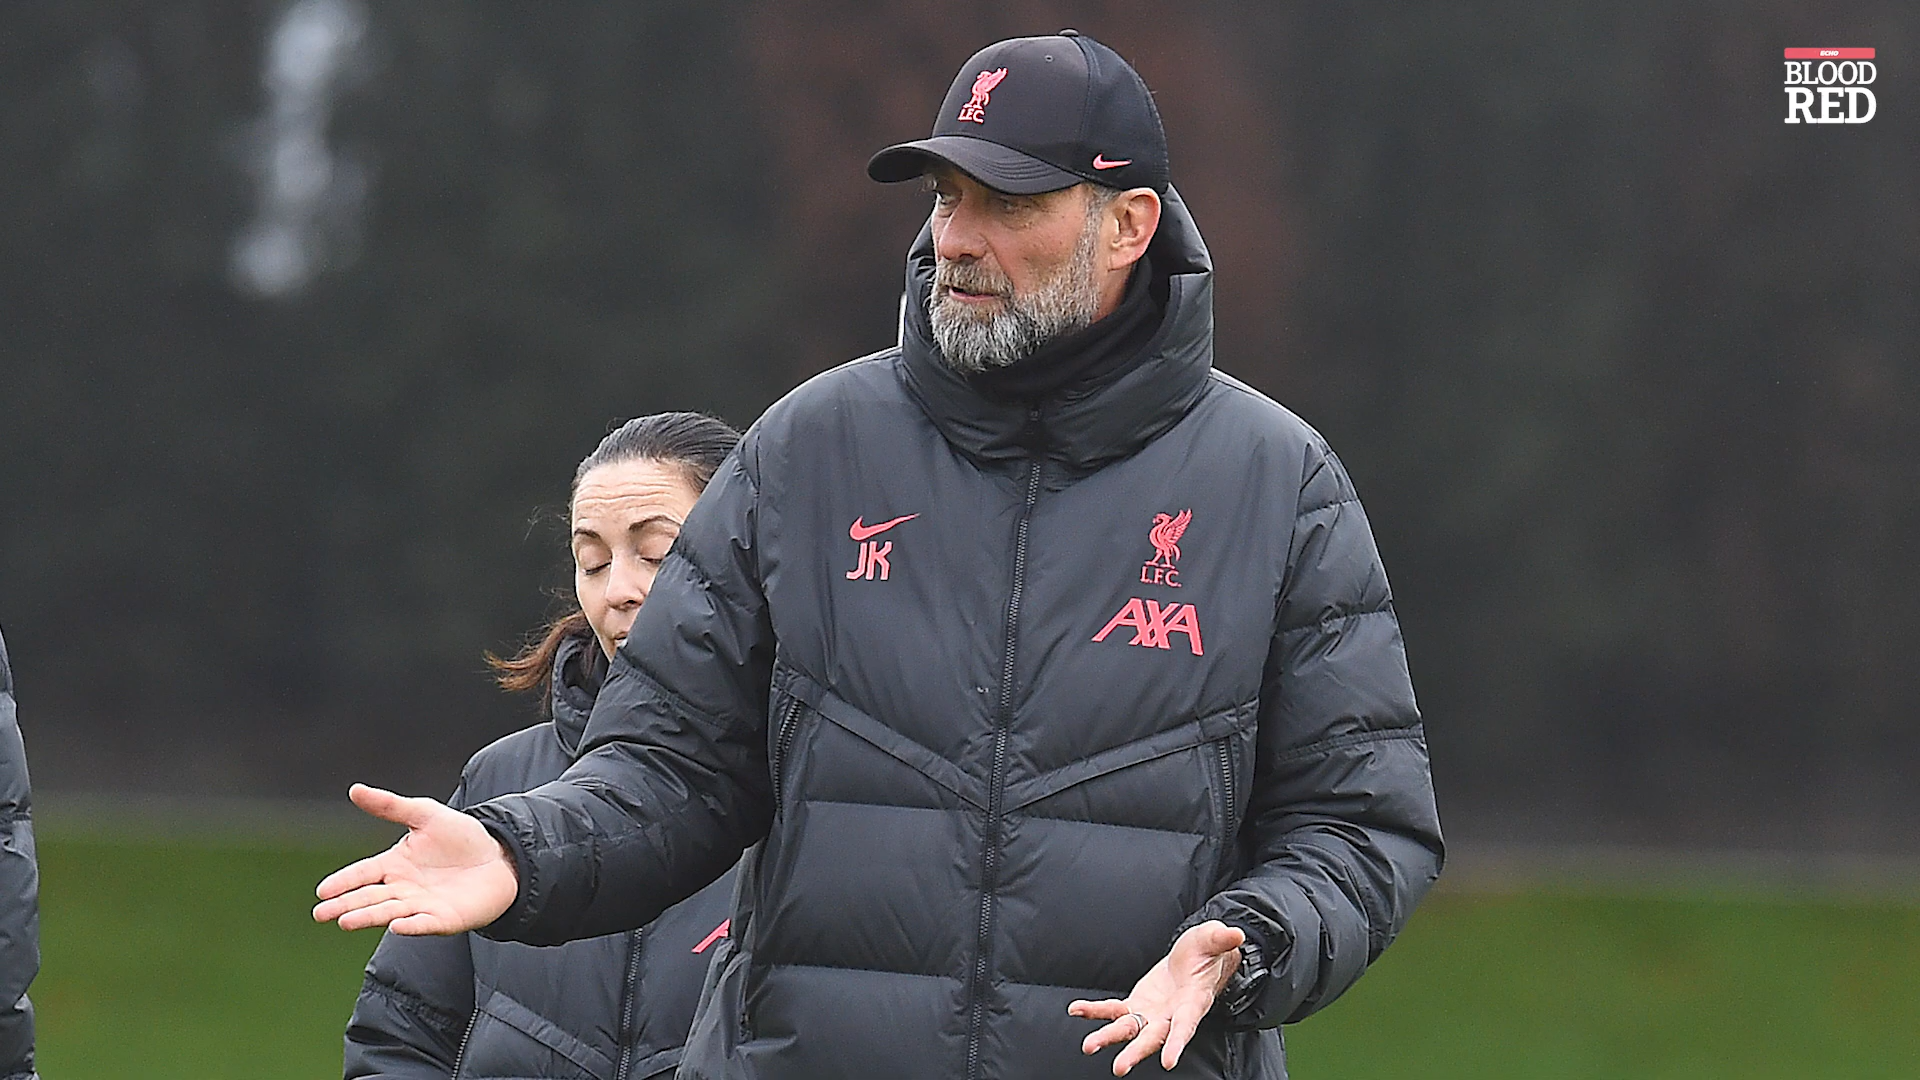 ECHO
BLOOD
RED
L.F.C.
JK
L.F.C.
AXA
A